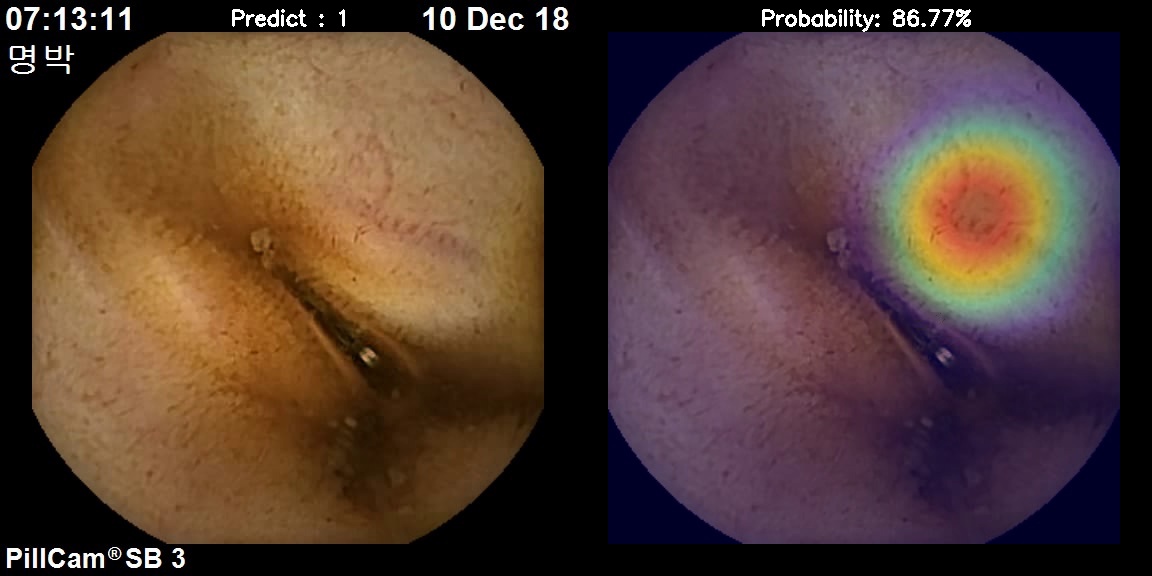 07:13:11 Predict : 1 10 Dec 18 Probability: 86.77%
명박
PillCam® SB 3